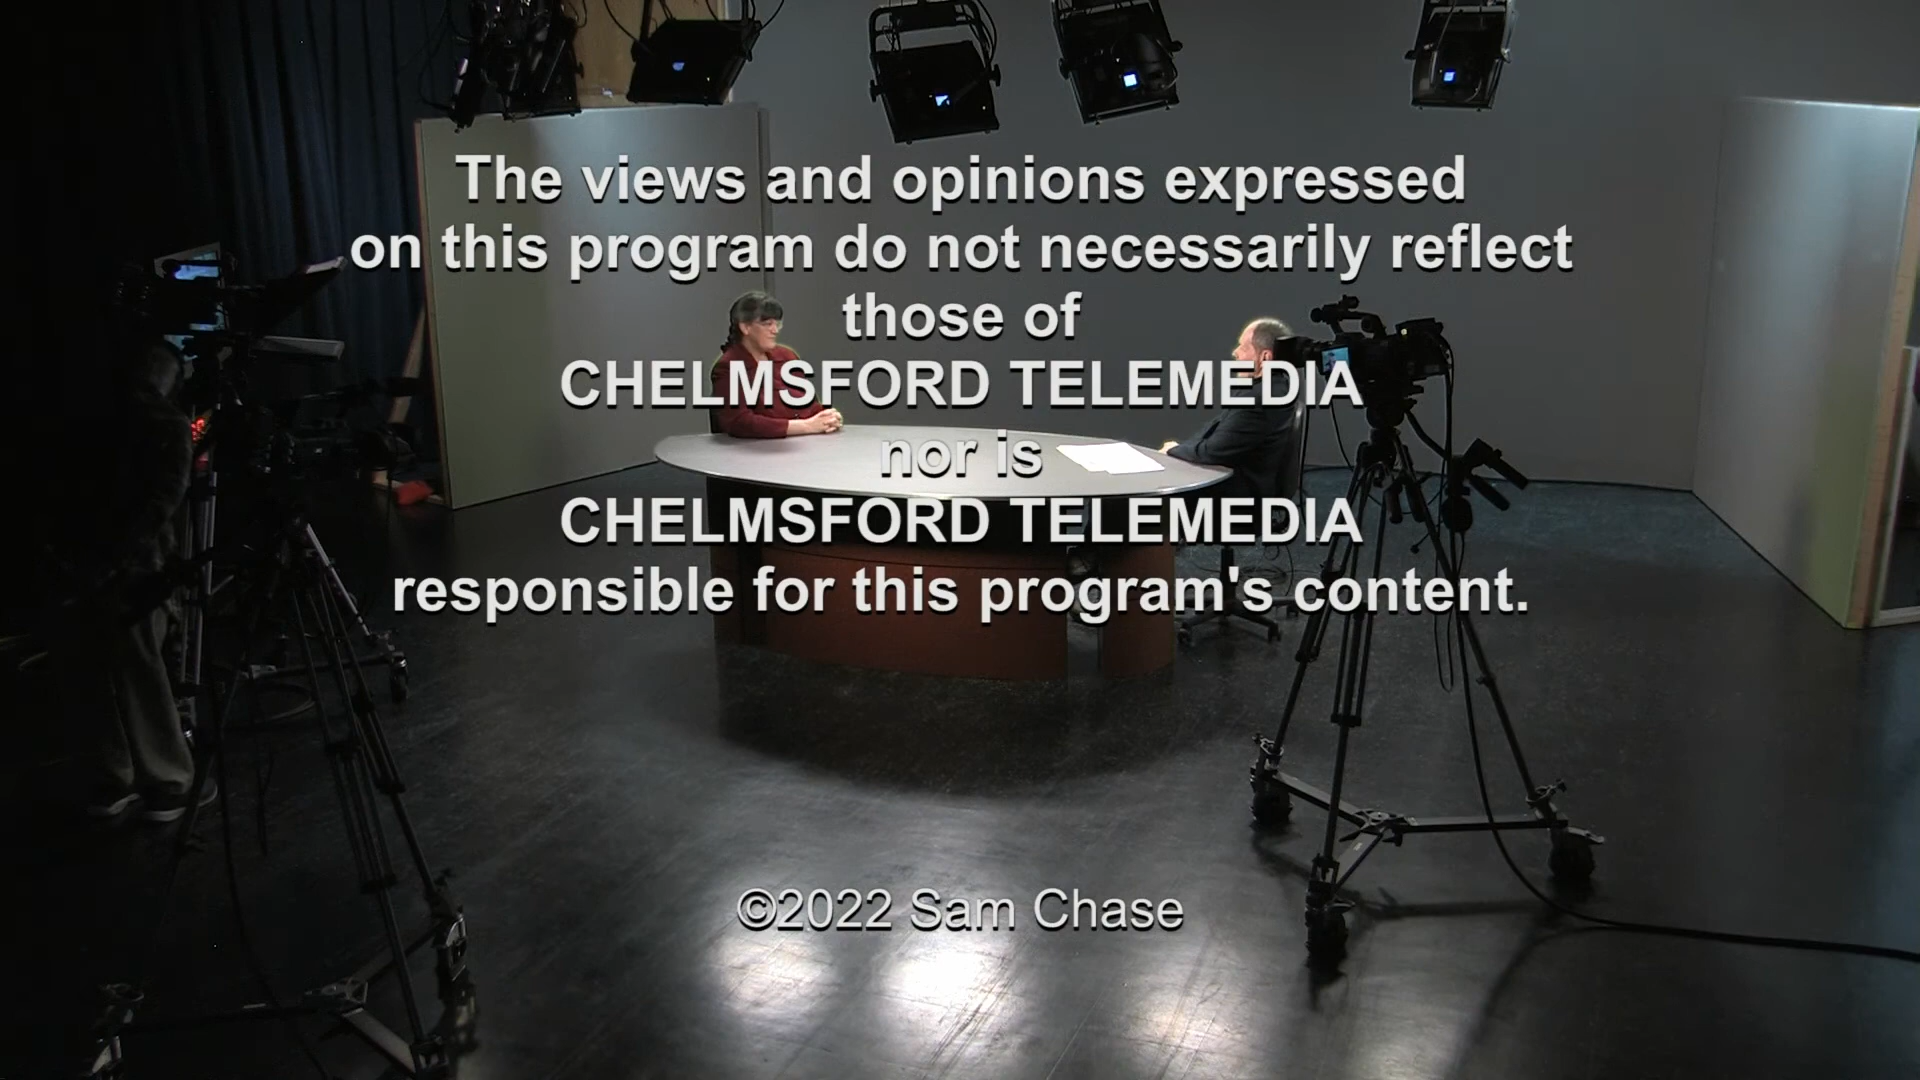 The views and opinions expressed
on this program do not necessarily reflect
those of
CHELMSFORD TELEMEDIA
nor is
CHELMSFORD TELEMEDIA
responsible for this program's content.
©2022 Sam Chase